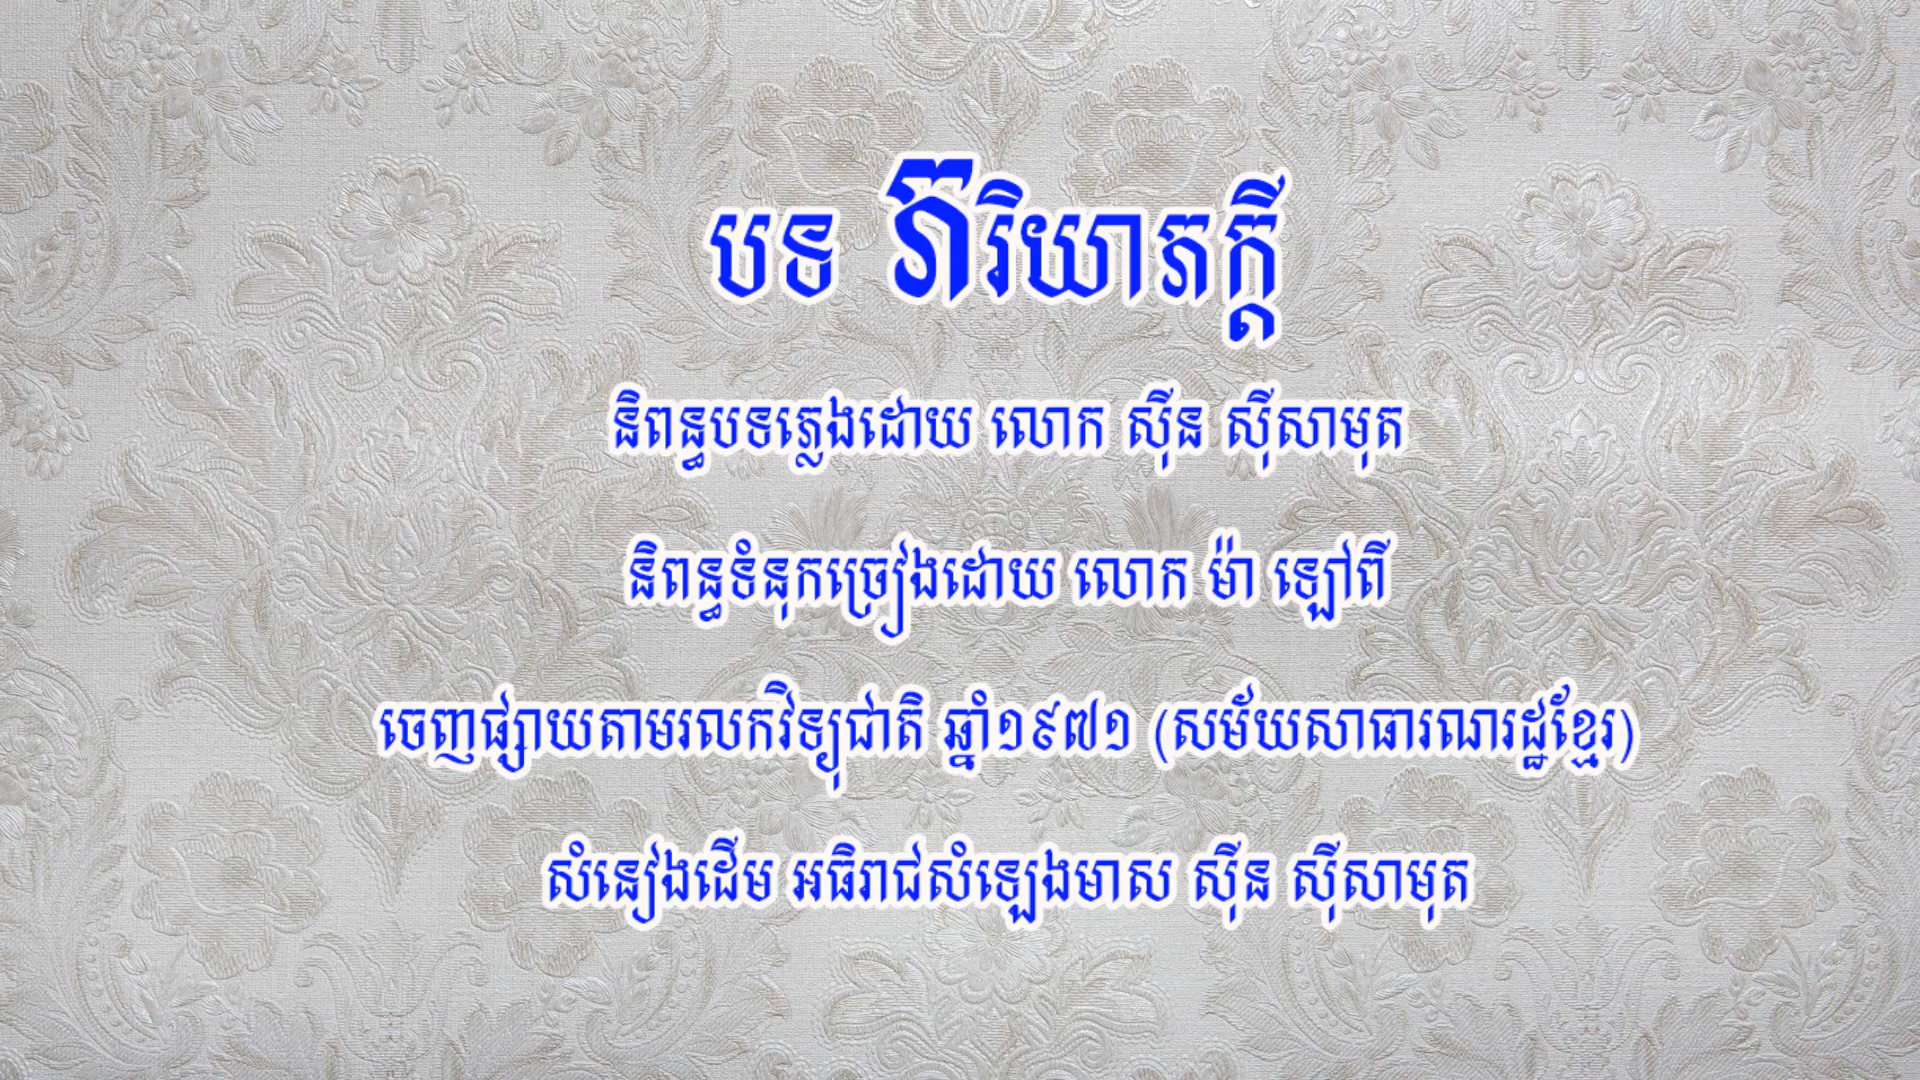 បទ ភរិយាភក្ដី
និពន្ធបទភ្លេងដោយ លោក ស៊ីន ស៊ីសាមុត
និពន្ធទំនុកច្រៀងដោយ លោក ម៉ា ឡៅពី
ចេញផ្សាយតាមរលកវិទ្យុជាតិ ឆ្នាំ១៩៧១ (សម័យសាធារណរដ្ឋខ្មែរ)
សំនៀងដើម អធិរាជសំឡេងមាស ស៊ីន ស៊ីសាមុត